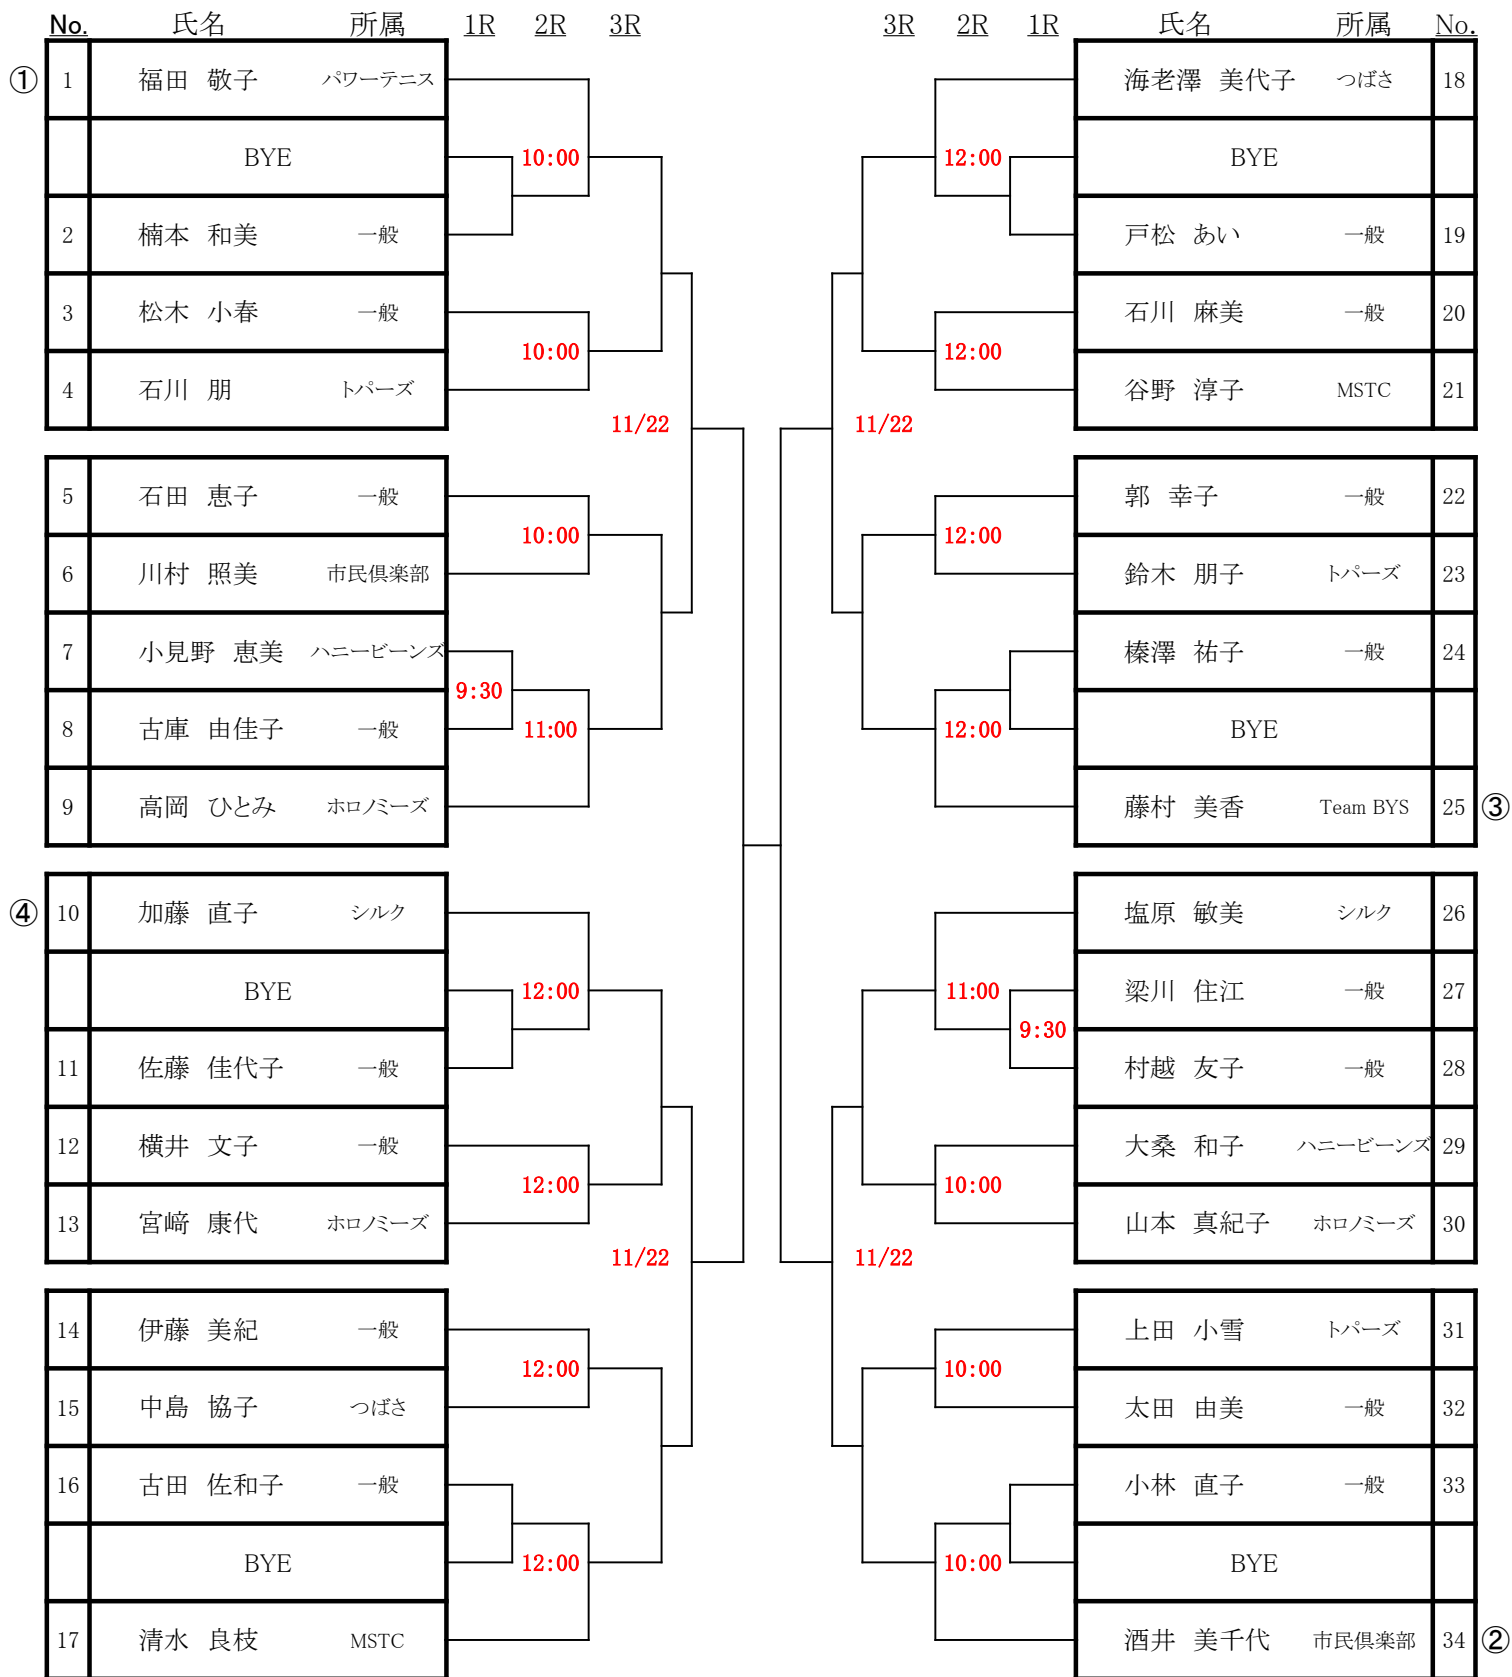 No. 氏名 所属 1R 2R 3R
① 1 福田 敬子 パワーテニス
BYE 10:00
2 楠本 和美 一般
3 松木 小春 一般
10:00
4 石川 朋 トパーズ
11/22
5 石田 恵子 一般
10:00
6 川村 照美 市民倶楽部
7 小見野 恵美 ハニービーンズ
9:30
8 古庫 由佳子 一般 11:00
9 高岡 ひとみ ホロノミーズ
④ 10 加藤 直子 シルク
BYE 12:00
11 佐藤 佳代子 一般
12 横井 文子 一般
12:00
13 宮﨑 康代 ホロノミーズ
11/22
14 伊藤 美紀 一般
12:00
15 中島 協子 つばさ
16 古田 佐和子 一般
BYE 12:00
17 清水 良枝 MSTC
3R 2R 1R 氏名 所属 No.
海老澤 美代子 つばさ 18
12:00 BYE
戸松 あい 一般 19
石川 麻美 一般 20
12:00
谷野 淳子 MSTC 21
11/22
郭 幸子 一般 22
12:00
鈴木 朋子 トパーズ 23
榛澤 祐子 一般 24
12:00 BYE
藤村 美香 Team BYS 25 ③
塩原 敏美 シルク 26
11:00 梁川 住江 一般 27
9:30
村越 友子 一般 28
大桑 和子 ハニービーンズ 29
10:00
山本 真紀子 ホロノミーズ 30
11/22
上田 小雪 トパーズ 31
10:00
太田 由美 一般 32
小林 直子 一般 33
10:00 BYE
酒井 美千代 市民倶楽部 34 ②